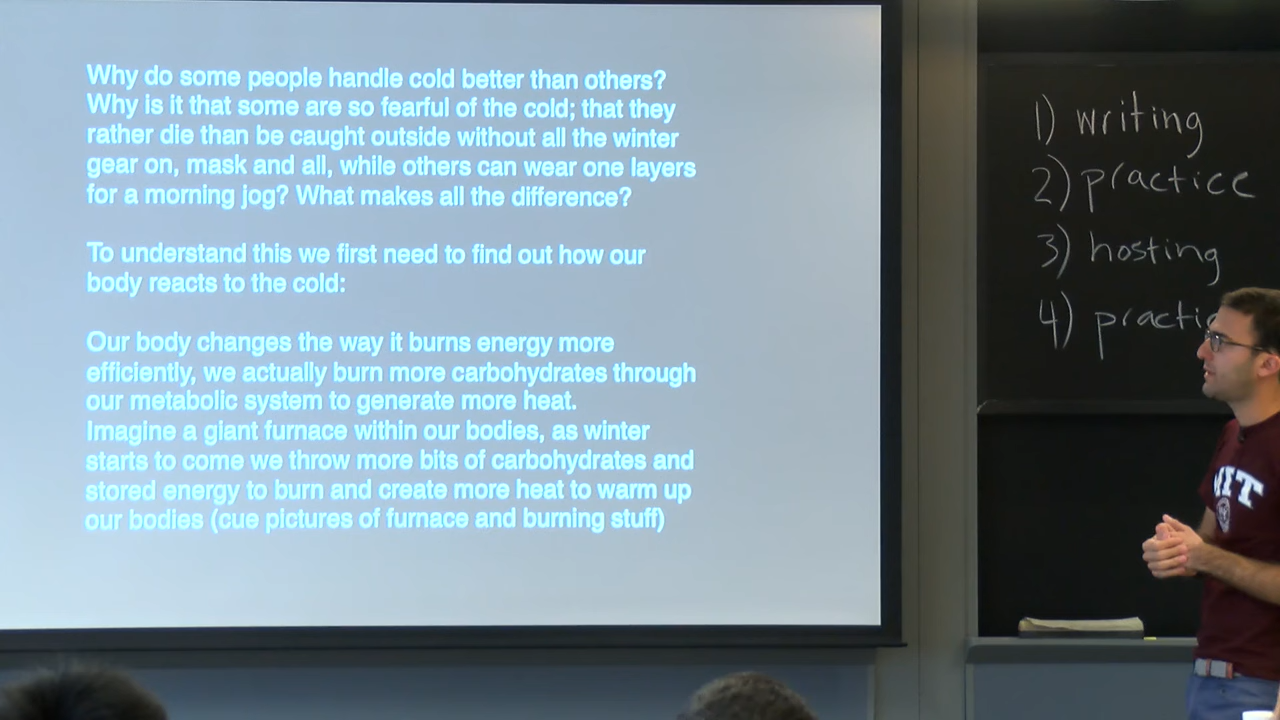 Why do some people handle cold better than others?
Why is it that some are so fearful of the cold; that they
rather die than be caught outside without all the winter
gear on, mask and all, while others can wear one layers
for a morning jog? What makes all the difference?
To understand this we first need to find out how our
body reacts to the cold:
Our body changes the way it burns energy more
efficiently, we actually burn more carbohydrates through
our metabolic system to generate more heat.
Imagine a giant furnace within our bodies, as winter
starts to come we throw more bits of carbohydrates and
stored energy to burn and create more heat to warm up
our bodies (cue pictures of furnace and burning stuff)
1) writing
2) practice
3) hosting
4) practic
MIT